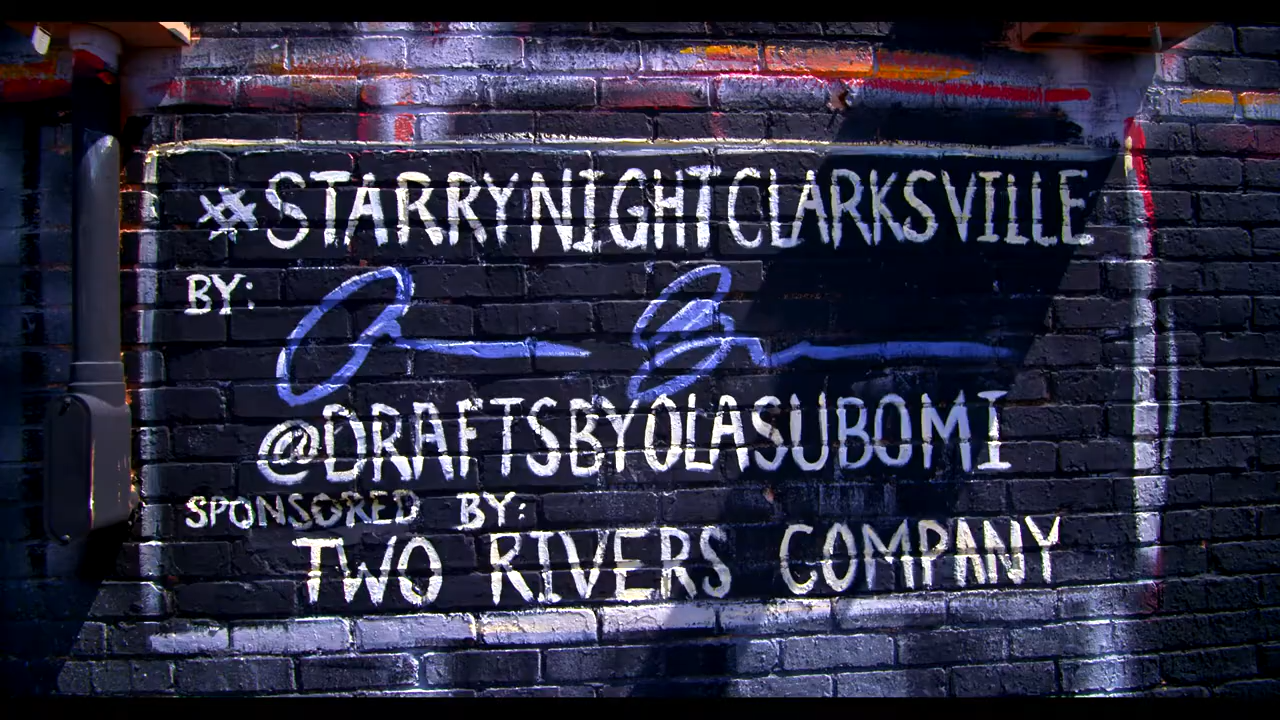 #STARRYNIGHTCLARKSVILLE
BY:
@DRAFTSBYOLASUBOMI
SPONSORED BY:
TWO RIVERS COMPANY